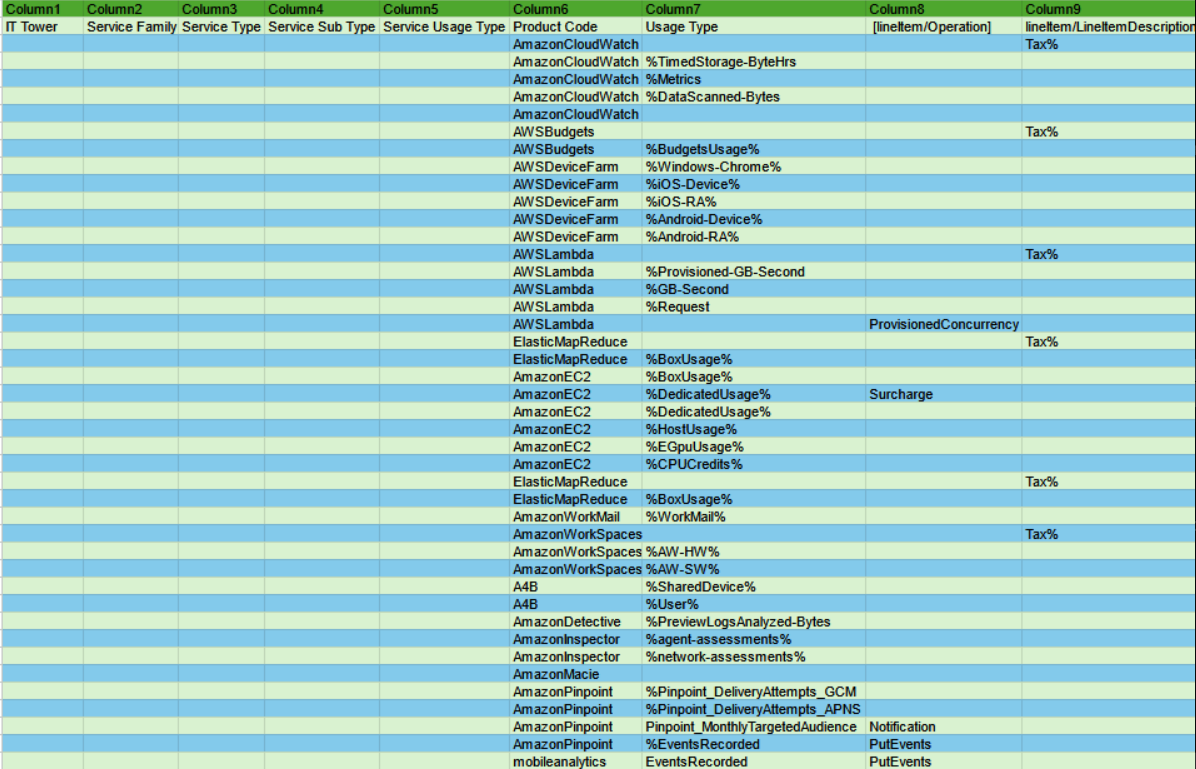 Column1 Column2 Column3 Column4 Column5 Column6 Column7 Column8 Column9
IT Tower Service Family Service Type Service Sub Type Service Usage Type Product Code Usage Type [lineItem/Operation] lineItem/LineItemDescription
AmazonCloudWatch Tax%
AmazonCloudWatch %TimedStorage-ByteHrs
AmazonCloudWatch %Metrics
AmazonCloudWatch %DataScanned-Bytes
AmazonCloudWatch
AWSBudgets Tax%
AWSBudgets %BudgetsUsage%
AWSDeviceFarm %Windows-Chrome%
AWSDeviceFarm %iOS-Device%
AWSDeviceFarm %iOS-RA%
AWSDeviceFarm %Android-Device%
AWSDeviceFarm %Android-RA%
AWSLambda Tax%
AWSLambda %Provisioned-GB-Second
AWSLambda %GB-Second
AWSLambda %Request
AWSLambda ProvisionedConcurrency
ElasticMapReduce Tax%
ElasticMapReduce %BoxUsage%
AmazonEC2 %BoxUsage%
AmazonEC2 %DedicatedUsage% Surcharge
AmazonEC2 %DedicatedUsage%
AmazonEC2 %HostUsage%
AmazonEC2 %EGpuUsage%
AmazonEC2 %CPUCredits%
ElasticMapReduce Tax%
ElasticMapReduce %BoxUsage%
AmazonWorkMail %WorkMail%
AmazonWorkSpaces Tax%
AmazonWorkSpaces %AW-HW%
AmazonWorkSpaces %AW-SW%
A4B %SharedDevice%
A4B %User%
AmazonDetective %PreviewLogsAnalyzed-Bytes
AmazonInspector %agent-assessments%
AmazonInspector %network-assessments%
AmazonMacie
AmazonPinpoint %Pinpoint_DeliveryAttempts_GCM
AmazonPinpoint %Pinpoint_DeliveryAttempts_APNS
AmazonPinpoint Pinpoint_MonthlyTargetedAudience Notification
AmazonPinpoint %EventsRecorded PutEvents
mobileanalytics EventsRecorded PutEvents